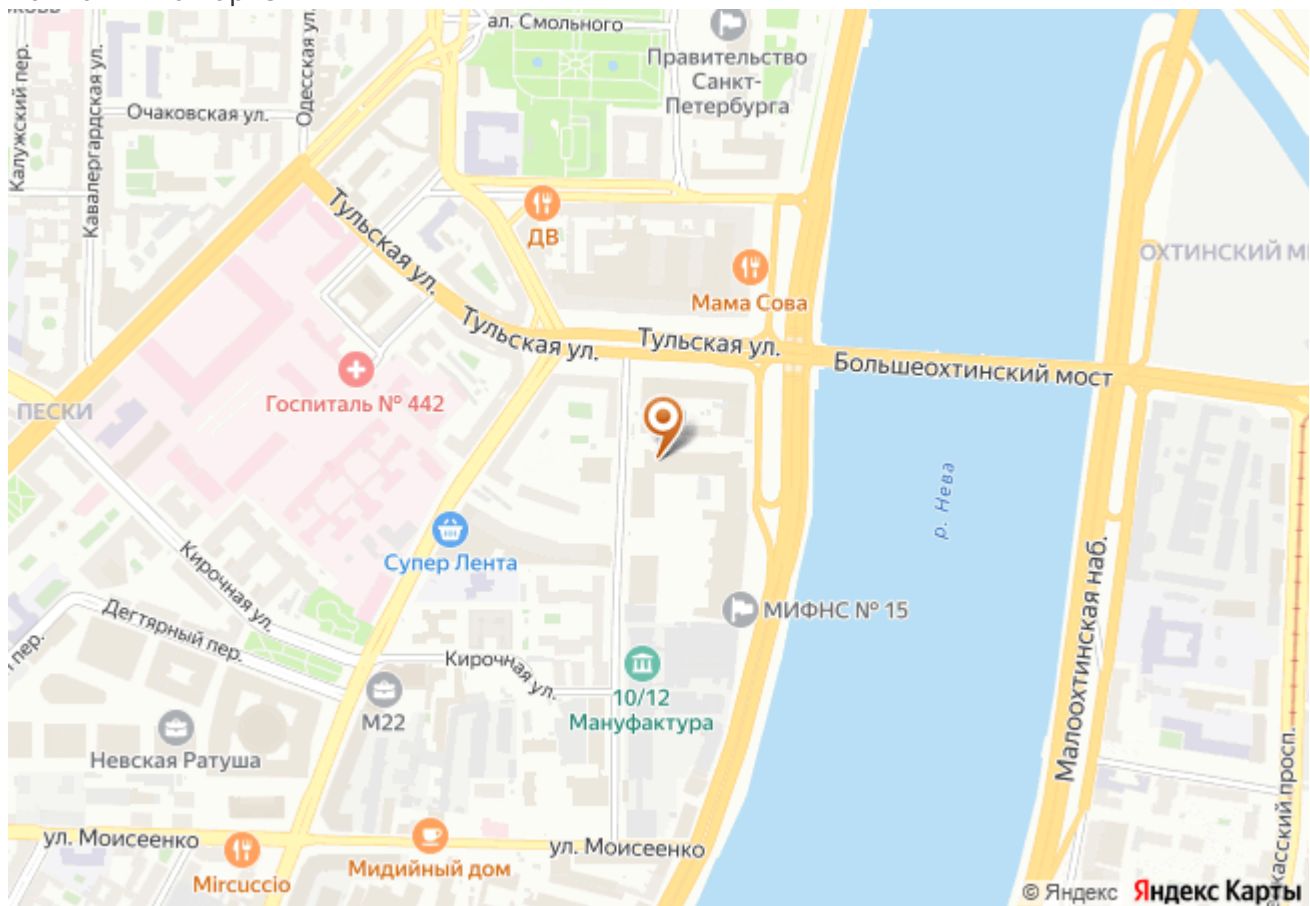 ал. Смольного
Правительство
Санкт-
Петербурга
Калужский пер.
Кавалергардская ул.
Одесская ул.
Очаковская ул.
Тульская ул.
ДВ
Мама Сова
ОХТИНСКИЙ М
Тульская ул.
Тульская ул.
Большеохтинский мост
Госпиталь № 442
ПЕСКИ
р. Нева
Супер Лента
Кирочная ул.
Дегтярный пер.
пер.
МИФНС № 15
Малоохтинская наб.
Кирочная ул.
10/12
Мануфактура
М22
Невская Ратуша
касский просп.
ул. Моисеенко
Mircuccio
Мидийный дом
ул. Моисеенко
© Яндекс Яндекс Карты